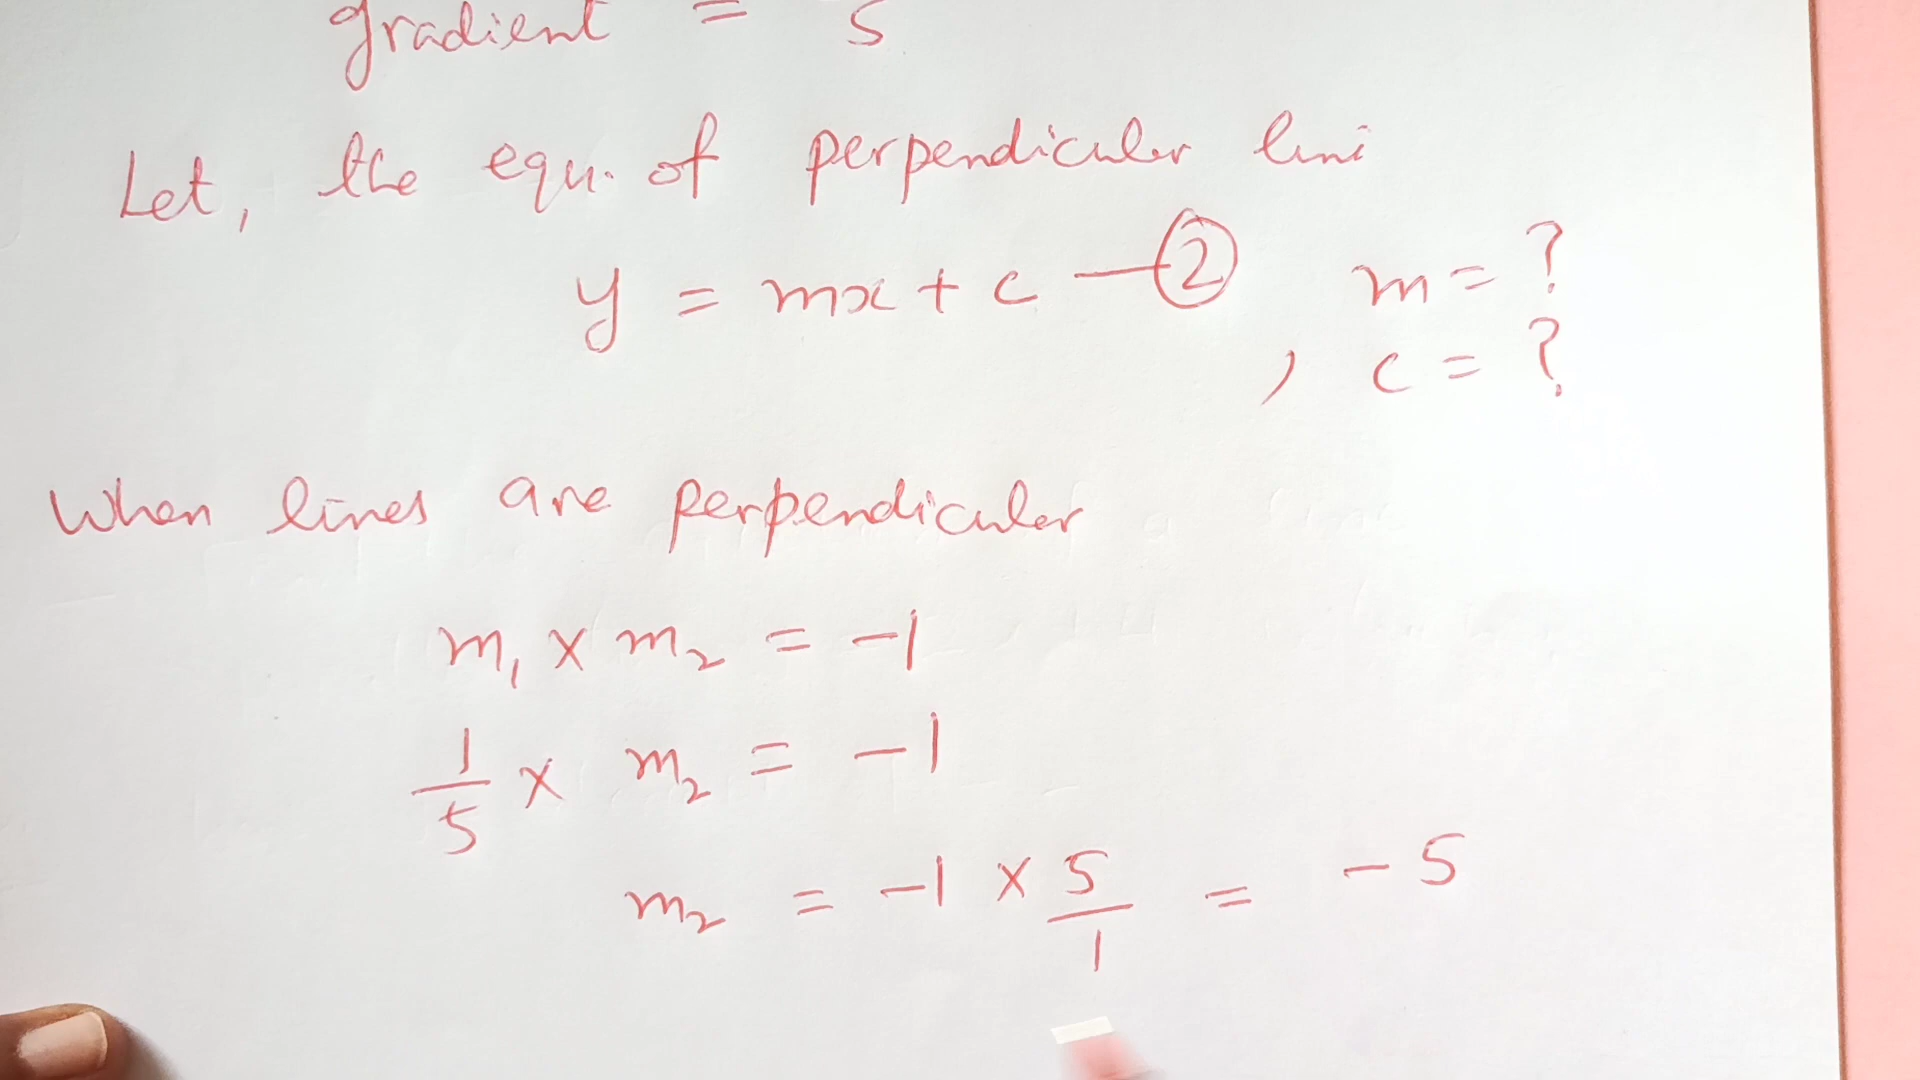 gradient = 5
Let, the equ. of perpendicular line
y = mx + c — ② m = ?
, c = ?
When lines are perpendicular
m₁ x m₂ = -1
1/5 x m₂ = -1
m₂ = -1 x 5/1 = -5